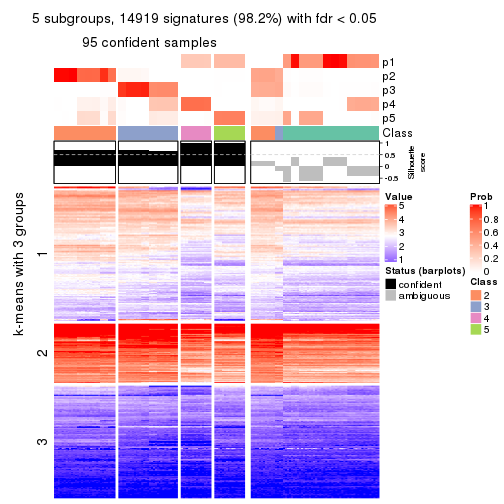 5 subgroups, 14919 signatures (98.2%) with fdr < 0.05
95 confident samples
p1
p2
p3
p4
p5
Class
1
0.5
0
-0.5
Silhouette
score
k-means with 3 groups
1
2
3
Value
5
4
3
2
1
Status (barplots)
confident
ambiguous
Prob
1
0.8
0.6
0.4
0.2
0
Class
2
3
4
5